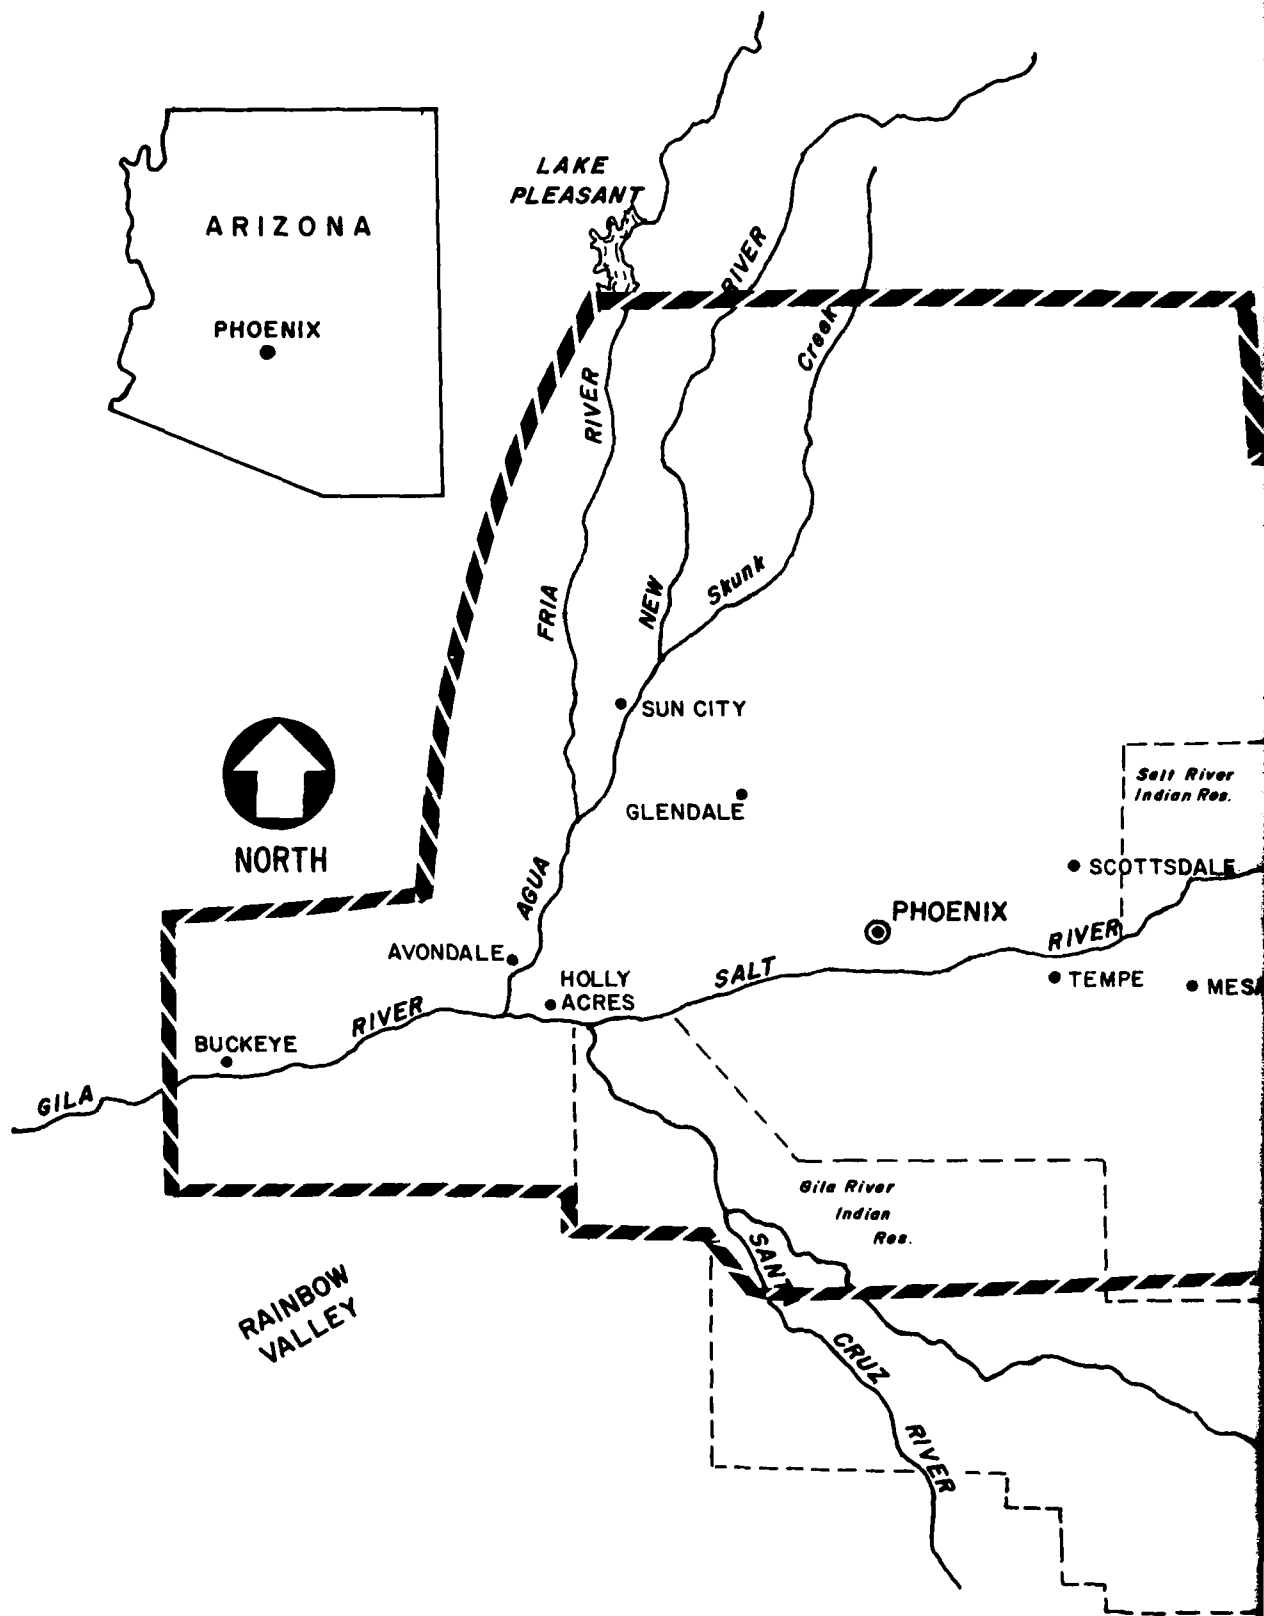 LAKE
PLEASANT
ARIZONA
PHOENIX
RIVER
Creek
RIVER
FRIA
NEW
Skunk
SUN CITY
Salt River
Indian Res.
GLENDALE
NORTH
SCOTTSDALE
AGUA
PHOENIX
RIVER
AVONDALE
HOLLY
ACRES
SALT
TEMPE
MESA
RIVER
BUCKEYE
GILA
Gila River
Indian
Res.
SANTA
RAINBOW
VALLEY
CRUZ
RIVER